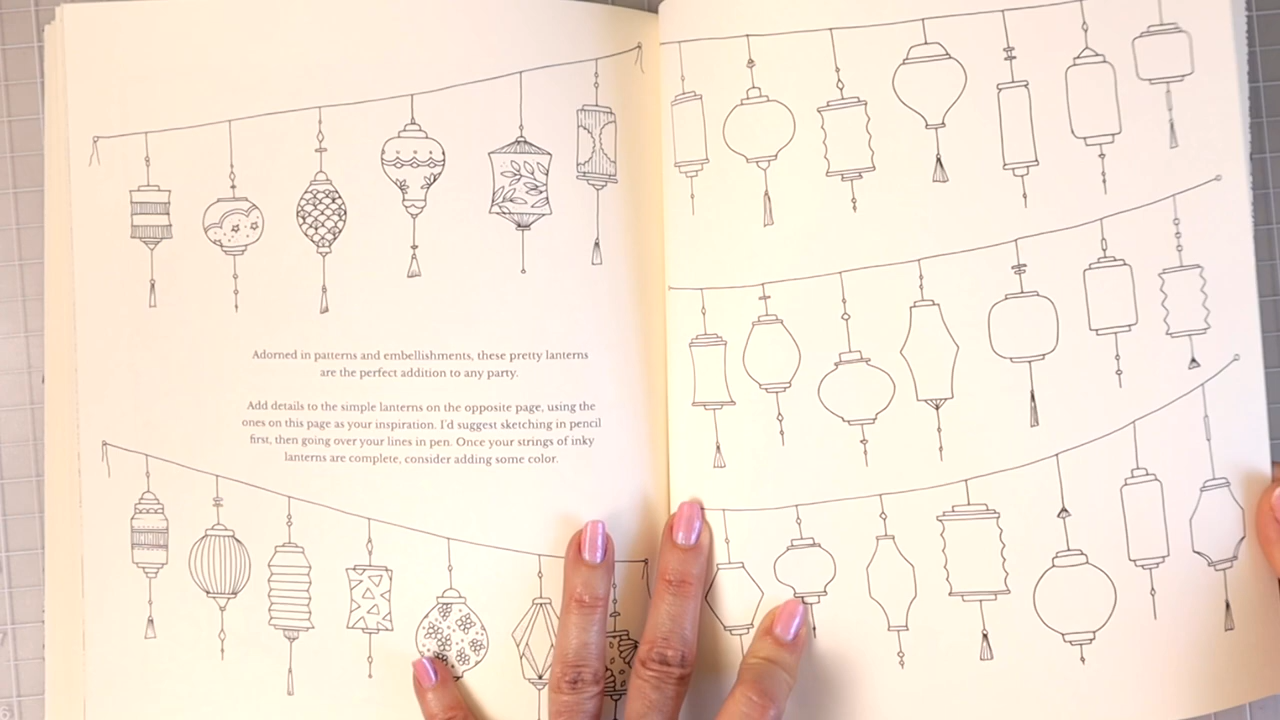 Adorned in patterns and embellishments, these pretty lanterns
are the perfect addition to any party.
Add details to the simple lanterns on the opposite page, using the
ones on this page as your inspiration. I'd suggest sketching in pencil
first, then going over your lines in pen. Once your strings of inky
lanterns are complete, consider adding some color.